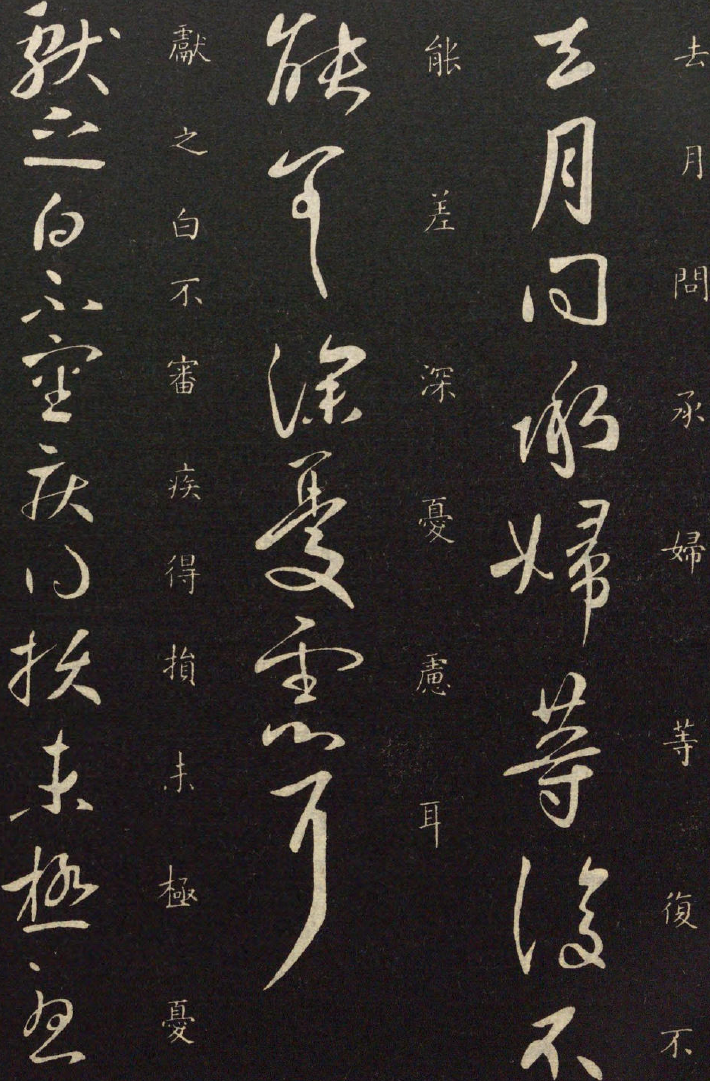 去月問承婦等復不
去月問承婦等復不
能差深憂慮耳
能差深憂慮耳
獻之白不審疾得損未極憂
獻之白不審疾得損未極憂